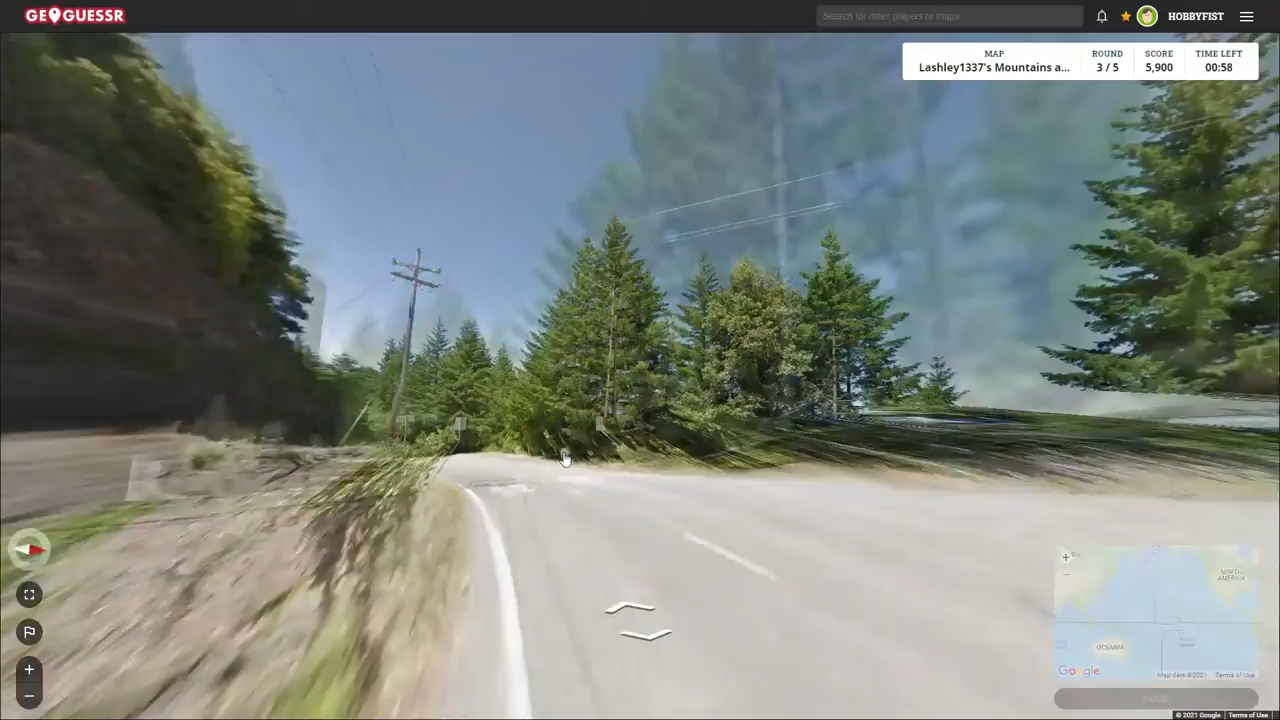 GEOGUESSR
Search for other players or maps
HOBBYFIST
MAP
Lashley1337's Mountains a...
ROUND
3 / 5
SCORE
5,900
TIME LEFT
00:58
NORTH
AMERICA
OCEANIA
Google
Map data ©2021
Terms of Use
© 2021 Google
Terms of Use